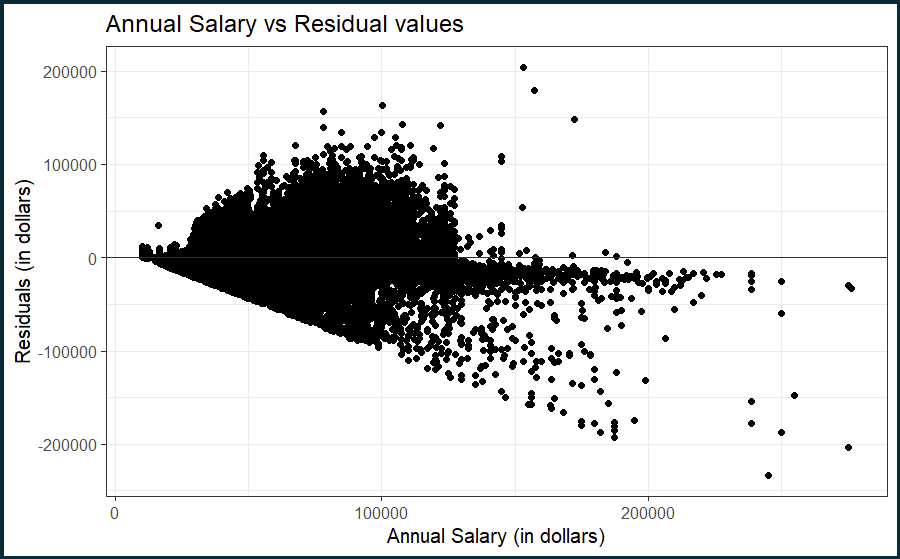 Annual Salary vs Residual values
200000
100000
0
-100000
-200000
Residuals (in dollars)
0
100000
200000
Annual Salary (in dollars)